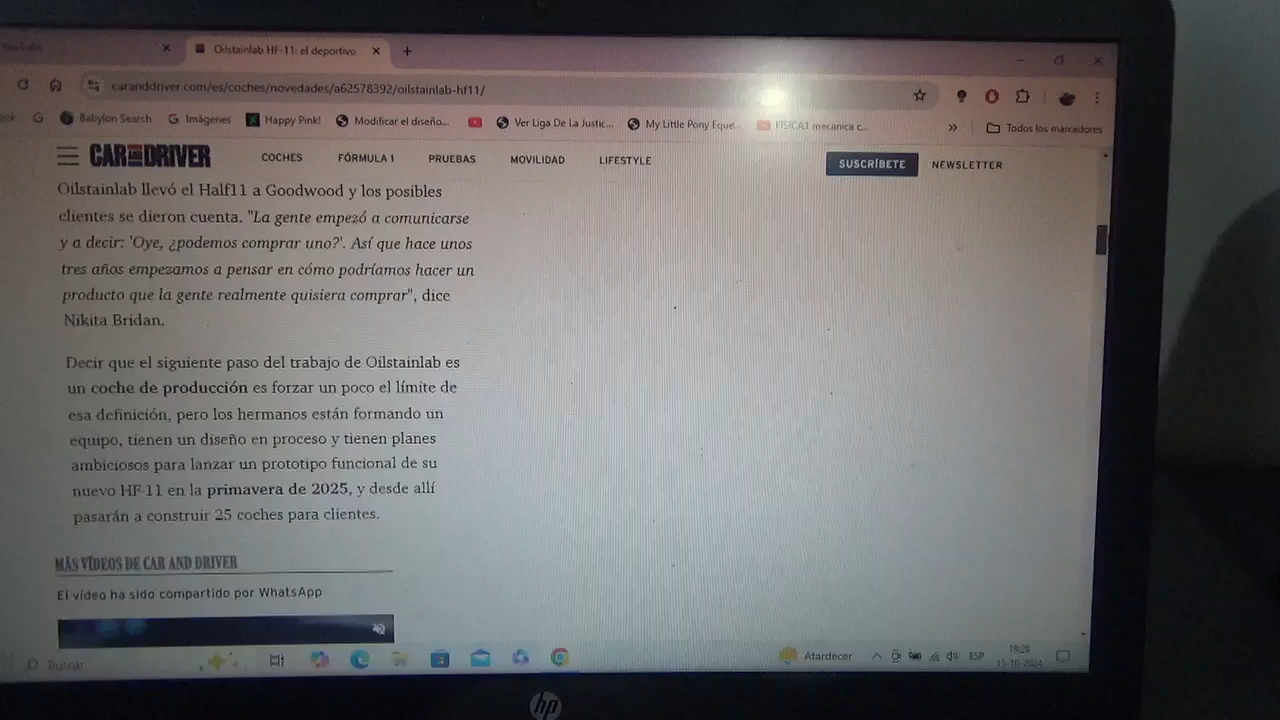 YouTube
Oilstainlab HF-11: el deportivo
caranddriver.com/es/coches/novedades/a62578392/oilstainlab-hf11/
Babylon Search
Imágenes
Happy Pink!
Modificar el diseño...
Ver Liga De La Justic...
My Little Pony Eque...
FISICA1 mecanica c...
Todos los marcadores
CAR AND DRIVER
COCHES
FÓRMULA 1
PRUEBAS
MOVILIDAD
LIFESTYLE
SUSCRÍBETE
NEWSLETTER
Oilstainlab llevó el Half11 a Goodwood y los posibles
clientes se dieron cuenta. "La gente empezó a comunicarse
y a decir: 'Oye, ¿podemos comprar uno?'. Así que hace unos
tres años empezamos a pensar en cómo podríamos hacer un
producto que la gente realmente quisiera comprar", dice
Nikita Bridan.
Decir que el siguiente paso del trabajo de Oilstainlab es
un coche de producción es forzar un poco el límite de
esa definición, pero los hermanos están formando un
equipo, tienen un diseño en proceso y tienen planes
ambiciosos para lanzar un prototipo funcional de su
nuevo HF-11 en la primavera de 2025, y desde allí
pasarán a construir 25 coches para clientes.
MÁS VÍDEOS DE CAR AND DRIVER
El vídeo ha sido compartido por WhatsApp
Buscar
Atardecer
ESP
19:29
15-10-2024
hp